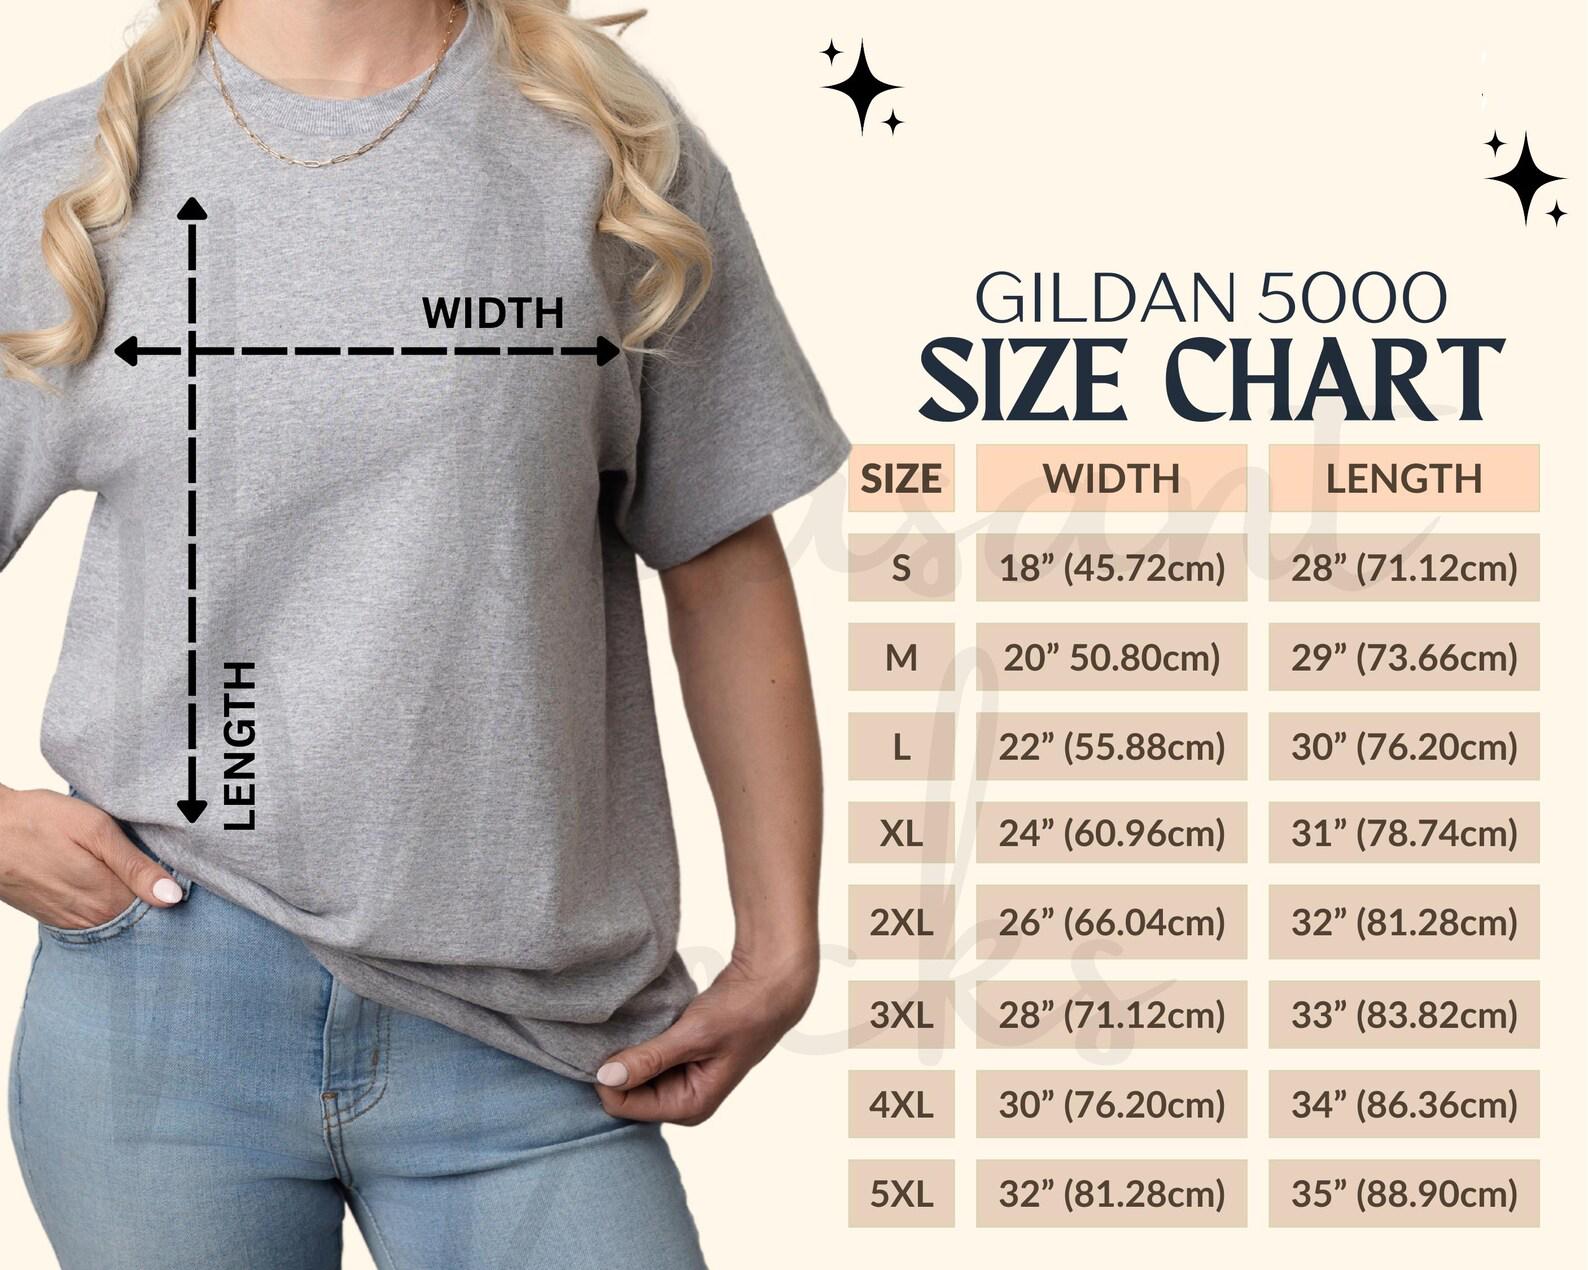 WIDTH
LENGTH
GILDAN 5000
SIZE CHART
SIZE WIDTH LENGTH
S 18” (45.72cm) 28” (71.12cm)
M 20” 50.80cm) 29” (73.66cm)
L 22” (55.88cm) 30” (76.20cm)
XL 24” (60.96cm) 31” (78.74cm)
2XL 26” (66.04cm) 32” (81.28cm)
3XL 28” (71.12cm) 33” (83.82cm)
4XL 30” (76.20cm) 34” (86.36cm)
5XL 32” (81.28cm) 35” (88.90cm)